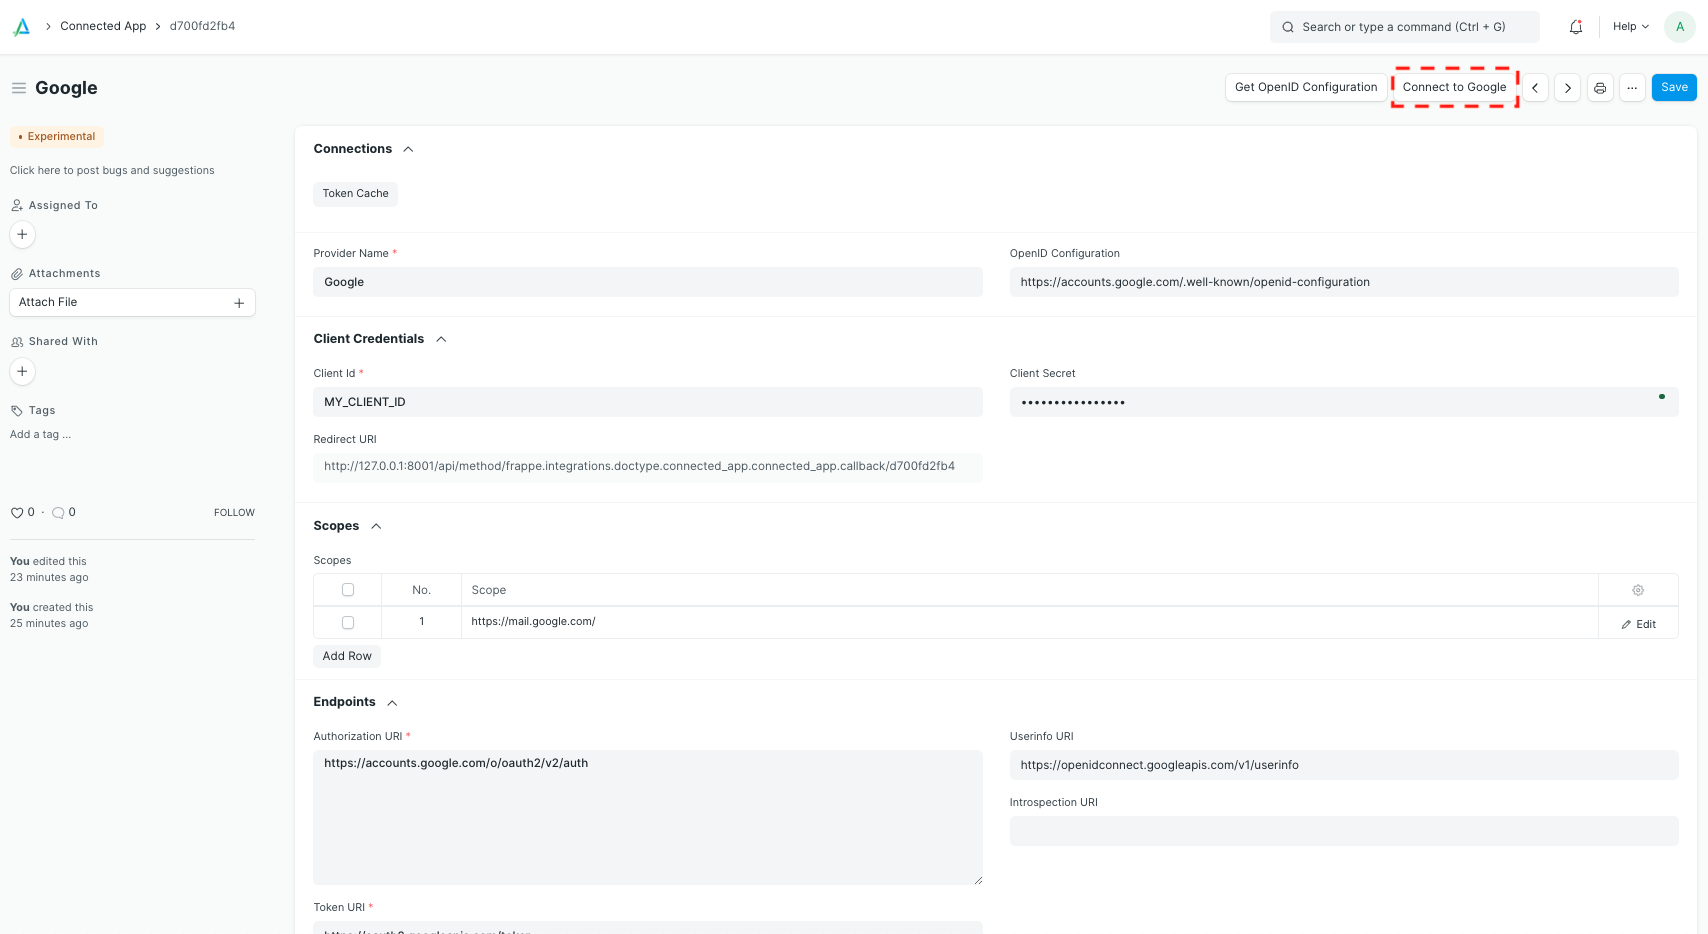 Connected App
d700fd2fb4
Search or type a command (Ctrl + G)
Help
A
Google
Get OpenID Configuration
Connect to Google
Save
• Experimental
Click here to post bugs and suggestions
Assigned To
Attachments
Attach File
Shared With
Tags
Add a tag ...
0 · 0
FOLLOW
You edited this
23 minutes ago
You created this
25 minutes ago
Connections
Token Cache
Provider Name *
Google
OpenID Configuration
https://accounts.google.com/.well-known/openid-configuration
Client Credentials
Client Id *
MY_CLIENT_ID
Client Secret
••••••••••••••••
Redirect URI
http://127.0.0.1:8001/api/method/frappe.integrations.doctype.connected_app.connected_app.callback/d700fd2fb4
Scopes
Scopes
No.
Scope
1
https://mail.google.com/
Edit
Add Row
Endpoints
Authorization URI *
https://accounts.google.com/o/oauth2/v2/auth
Userinfo URI
https://openidconnect.googleapis.com/v1/userinfo
Introspection URI
Token URI *